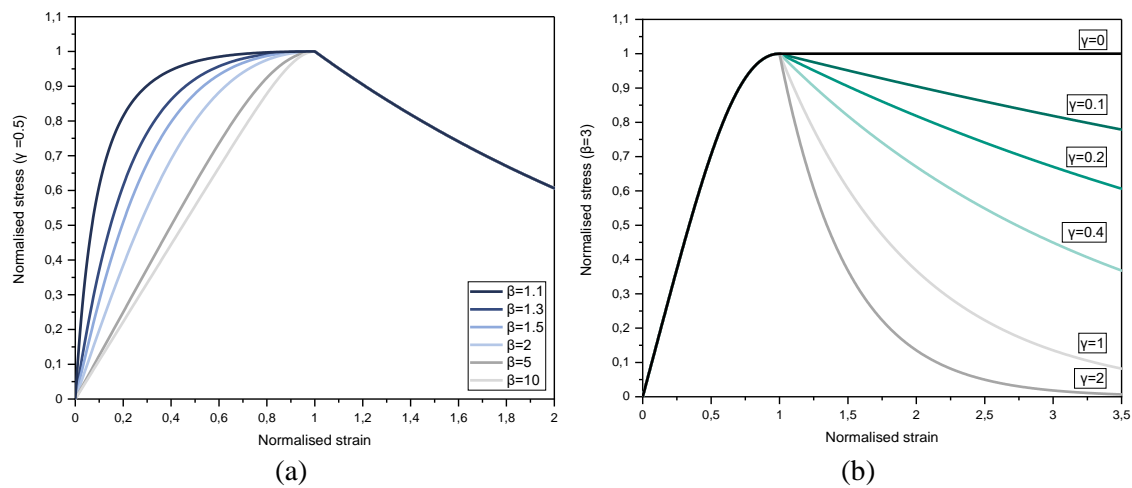 1,1
1
0,9
0,8
0,7
0,6
0,5
0,4
0,3
0,2
0,1
0
Normalised stress (γ =0.5)
0
0,2
0,4
0,6
0,8
1
1,2
1,4
1,6
1,8
2
Normalised strain
β=1.1
β=1.3
β=1.5
β=2
β=5
β=10
(a)
1,1
1
0,9
0,8
0,7
0,6
0,5
0,4
0,3
0,2
0,1
0
Normalised stress (β=3)
0
0,5
1
1,5
2
2,5
3
3,5
Normalised strain
γ=0
γ=0.1
γ=0.2
γ=0.4
γ=1
γ=2
(b)